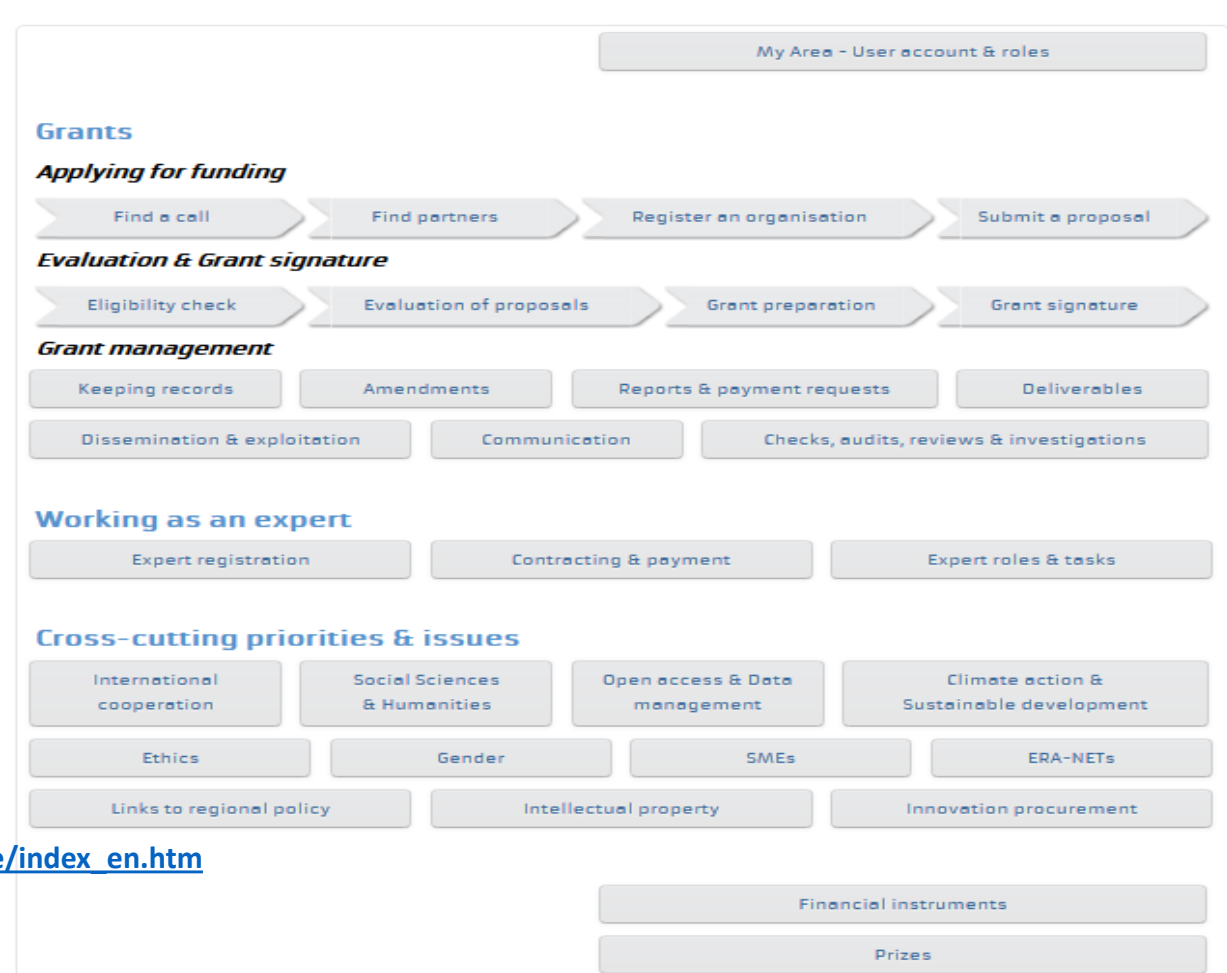 My Area - User account & roles
Grants
Applying for funding
Find a call Find partners Register an organisation Submit a proposal
Evaluation & Grant signature
Eligibility check Evaluation of proposals Grant preparation Grant signature
Grant management
Keeping records Amendments Reports & payment requests Deliverables
Dissemination & exploitation Communication Checks, audits, reviews & investigations
Working as an expert
Expert registration Contracting & payment Expert roles & tasks
Cross-cutting priorities & issues
International Social Sciences Open access & Data Climate action &
cooperation & Humanities management Sustainable development
Ethics Gender SMEs ERA-NETs
Links to regional policy Intellectual property Innovation procurement
e/index_en.htm
Financial instruments
Prizes